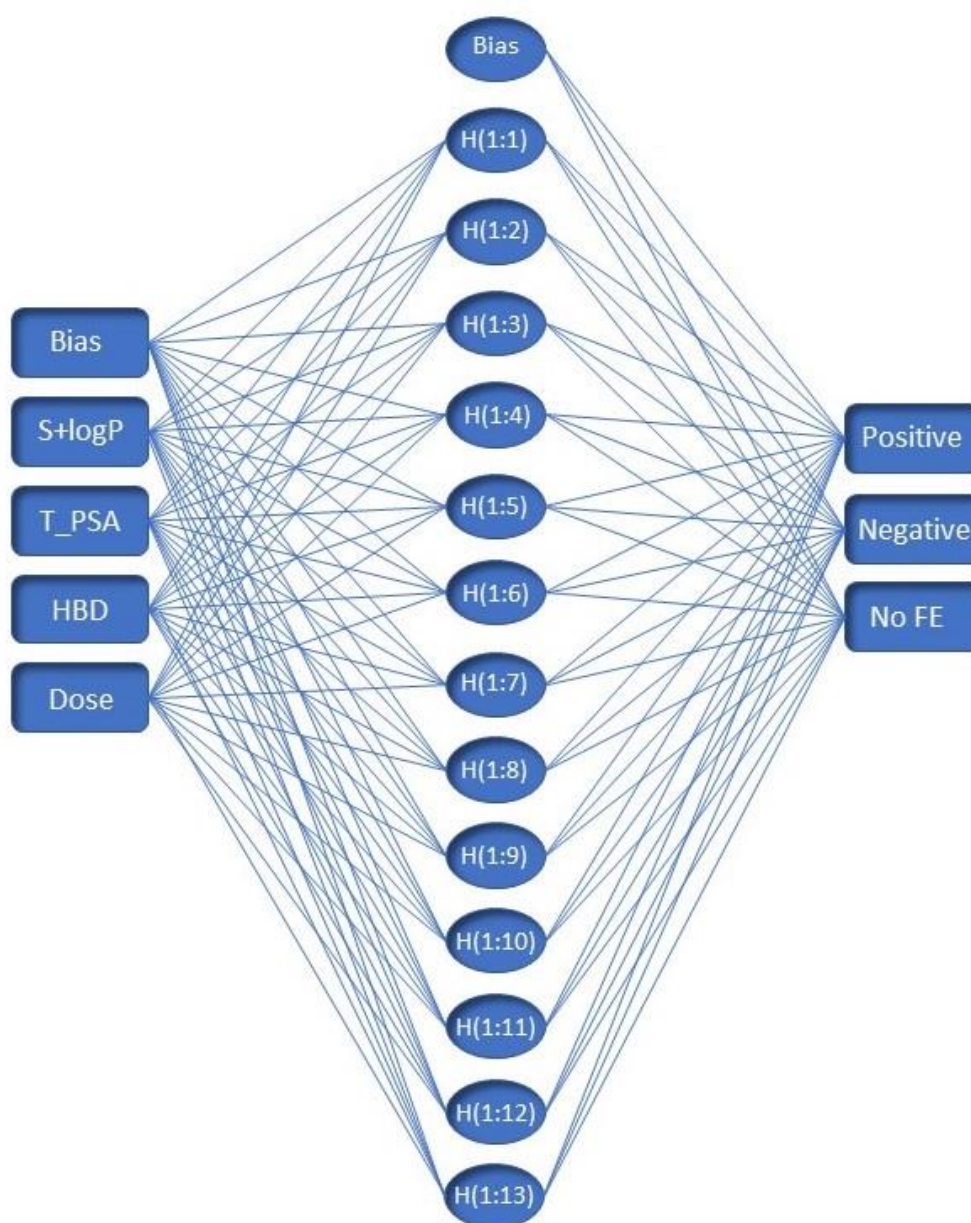 Bias
S+logP
T_PSA
HBD
Dose
Bias
H(1:1)
H(1:2)
H(1:3)
H(1:4)
H(1:5)
H(1:6)
H(1:7)
H(1:8)
H(1:9)
H(1:10)
H(1:11)
H(1:12)
H(1:13)
Positive
Negative
No FE